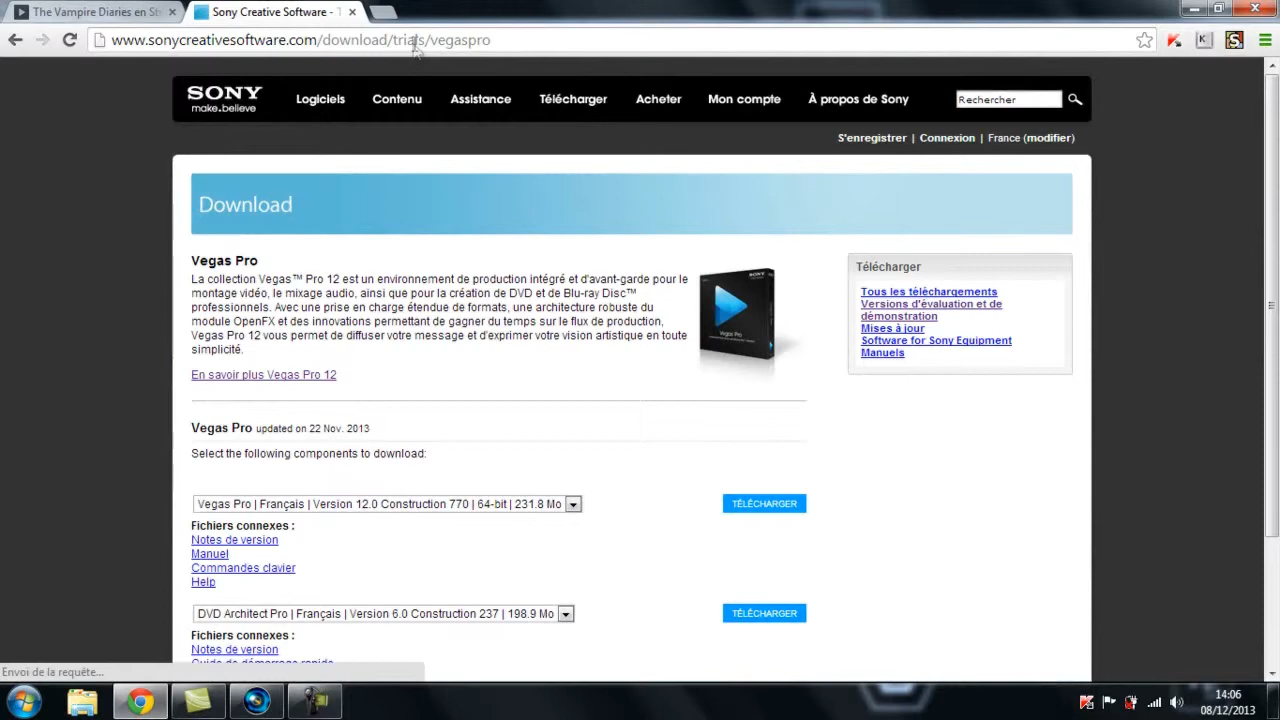 The Vampire Diaries en St
Sony Creative Software - T
www.sonycreativesoftware.com/download/trials/vegaspro
SONY
make.believe
Logiciels
Contenu
Assistance
Télécharger
Acheter
Mon compte
À propos de Sony
Rechercher
S'enregistrer | Connexion | France (modifier)
Download
Vegas Pro
La collection Vegas™ Pro 12 est un environnement de production intégré et d'avant-garde pour le
montage vidéo, le mixage audio, ainsi que pour la création de DVD et de Blu-ray Disc™
professionnels. Avec une prise en charge étendue de formats, une architecture robuste du
module OpenFX et des innovations permettant de gagner du temps sur le flux de production,
Vegas Pro 12 vous permet de diffuser votre message et d'exprimer votre vision artistique en toute
simplicité.
En savoir plus Vegas Pro 12
SONY
Vegas Pro
Télécharger
Tous les téléchargements
Versions d'évaluation et de
démonstration
Mises à jour
Software for Sony Equipment
Manuels
Vegas Pro updated on 22 Nov. 2013
Select the following components to download:
Vegas Pro | Français | Version 12.0 Construction 770 | 64-bit | 231.8 Mo
TÉLÉCHARGER
Fichiers connexes :
Notes de version
Manuel
Commandes clavier
Help
DVD Architect Pro | Français | Version 6.0 Construction 237 | 198.9 Mo
TÉLÉCHARGER
Fichiers connexes :
Notes de version
Guide de démarrage rapide
Envoi de la requête...
14:06
08/12/2013